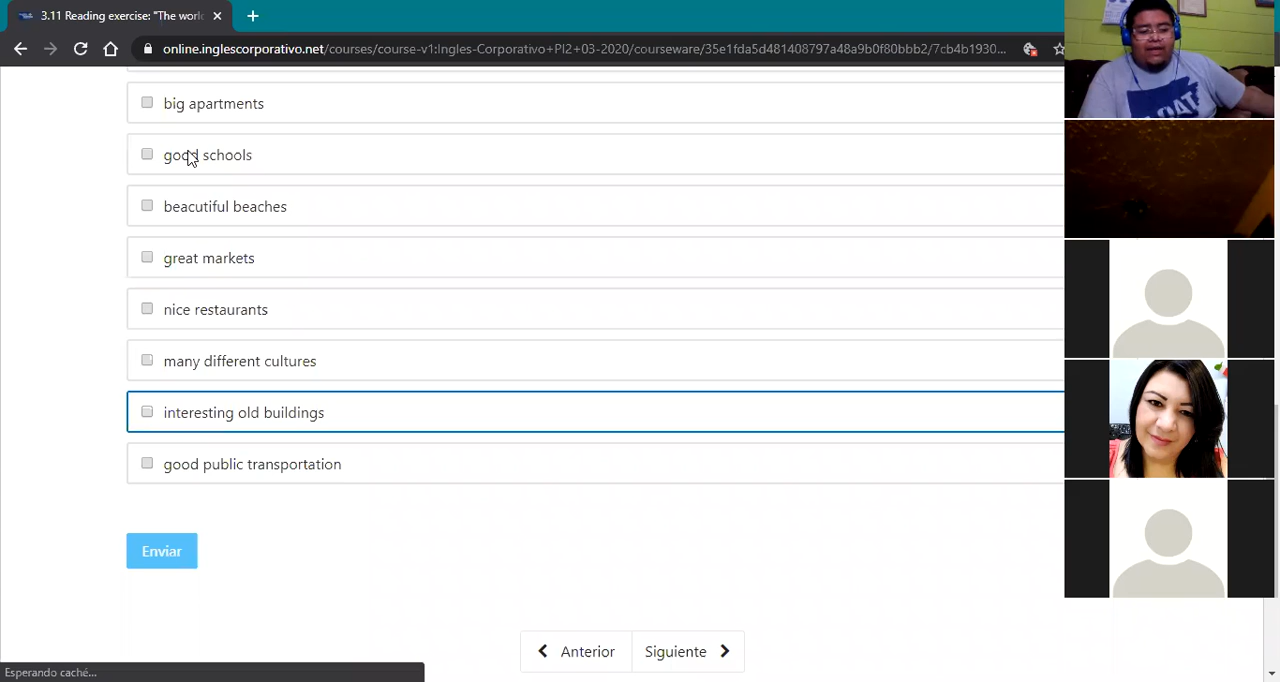 3.11 Reading exercise: "The world
online.inglescorporativo.net/courses/course-v1:Ingles-Corporativo+PI2+03-2020/courseware/35e1fda5d481408797a48a9b0f80bbb2/7cb4b1930...
big apartments
good schools
beacutiful beaches
great markets
nice restaurants
many different cultures
interesting old buildings
good public transportation
Enviar
Anterior
Siguiente
Esperando caché...